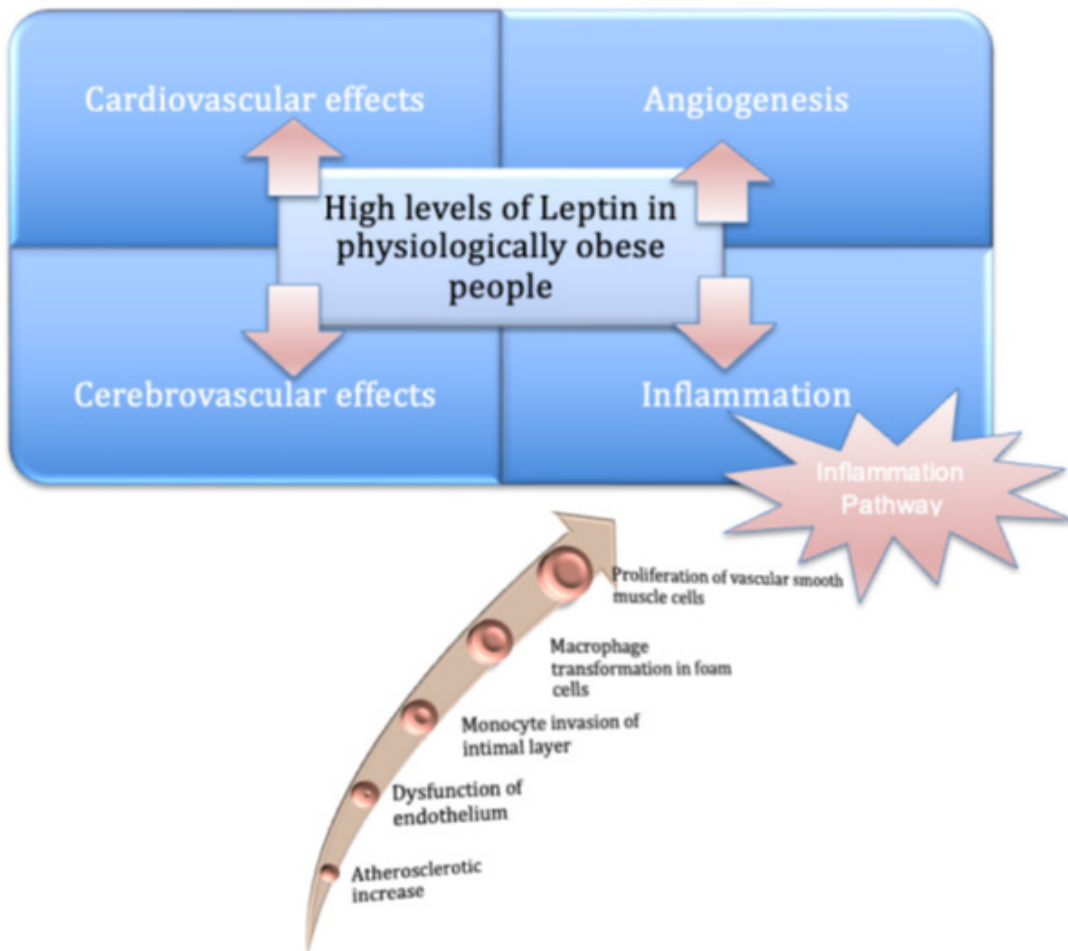 Cardiovascular effects
Angiogenesis
High levels of Leptin in
physiologically obese
people
Cerebrovascular effects
Inflammation
Inflammation
Pathway
Proliferation of vascular smooth
muscle cells
Macrophage
transformation in foam
cells
Monocyte invasion of
intimal layer
Dysfunction of
endothelium
Atherosclerotic
increase